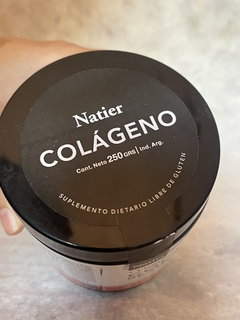 Natier
COLÁGENO
Cont. Neto 250 GRS | Ind. Arg.
SUPLEMENTO DIETARIO LIBRE DE GLUTEN